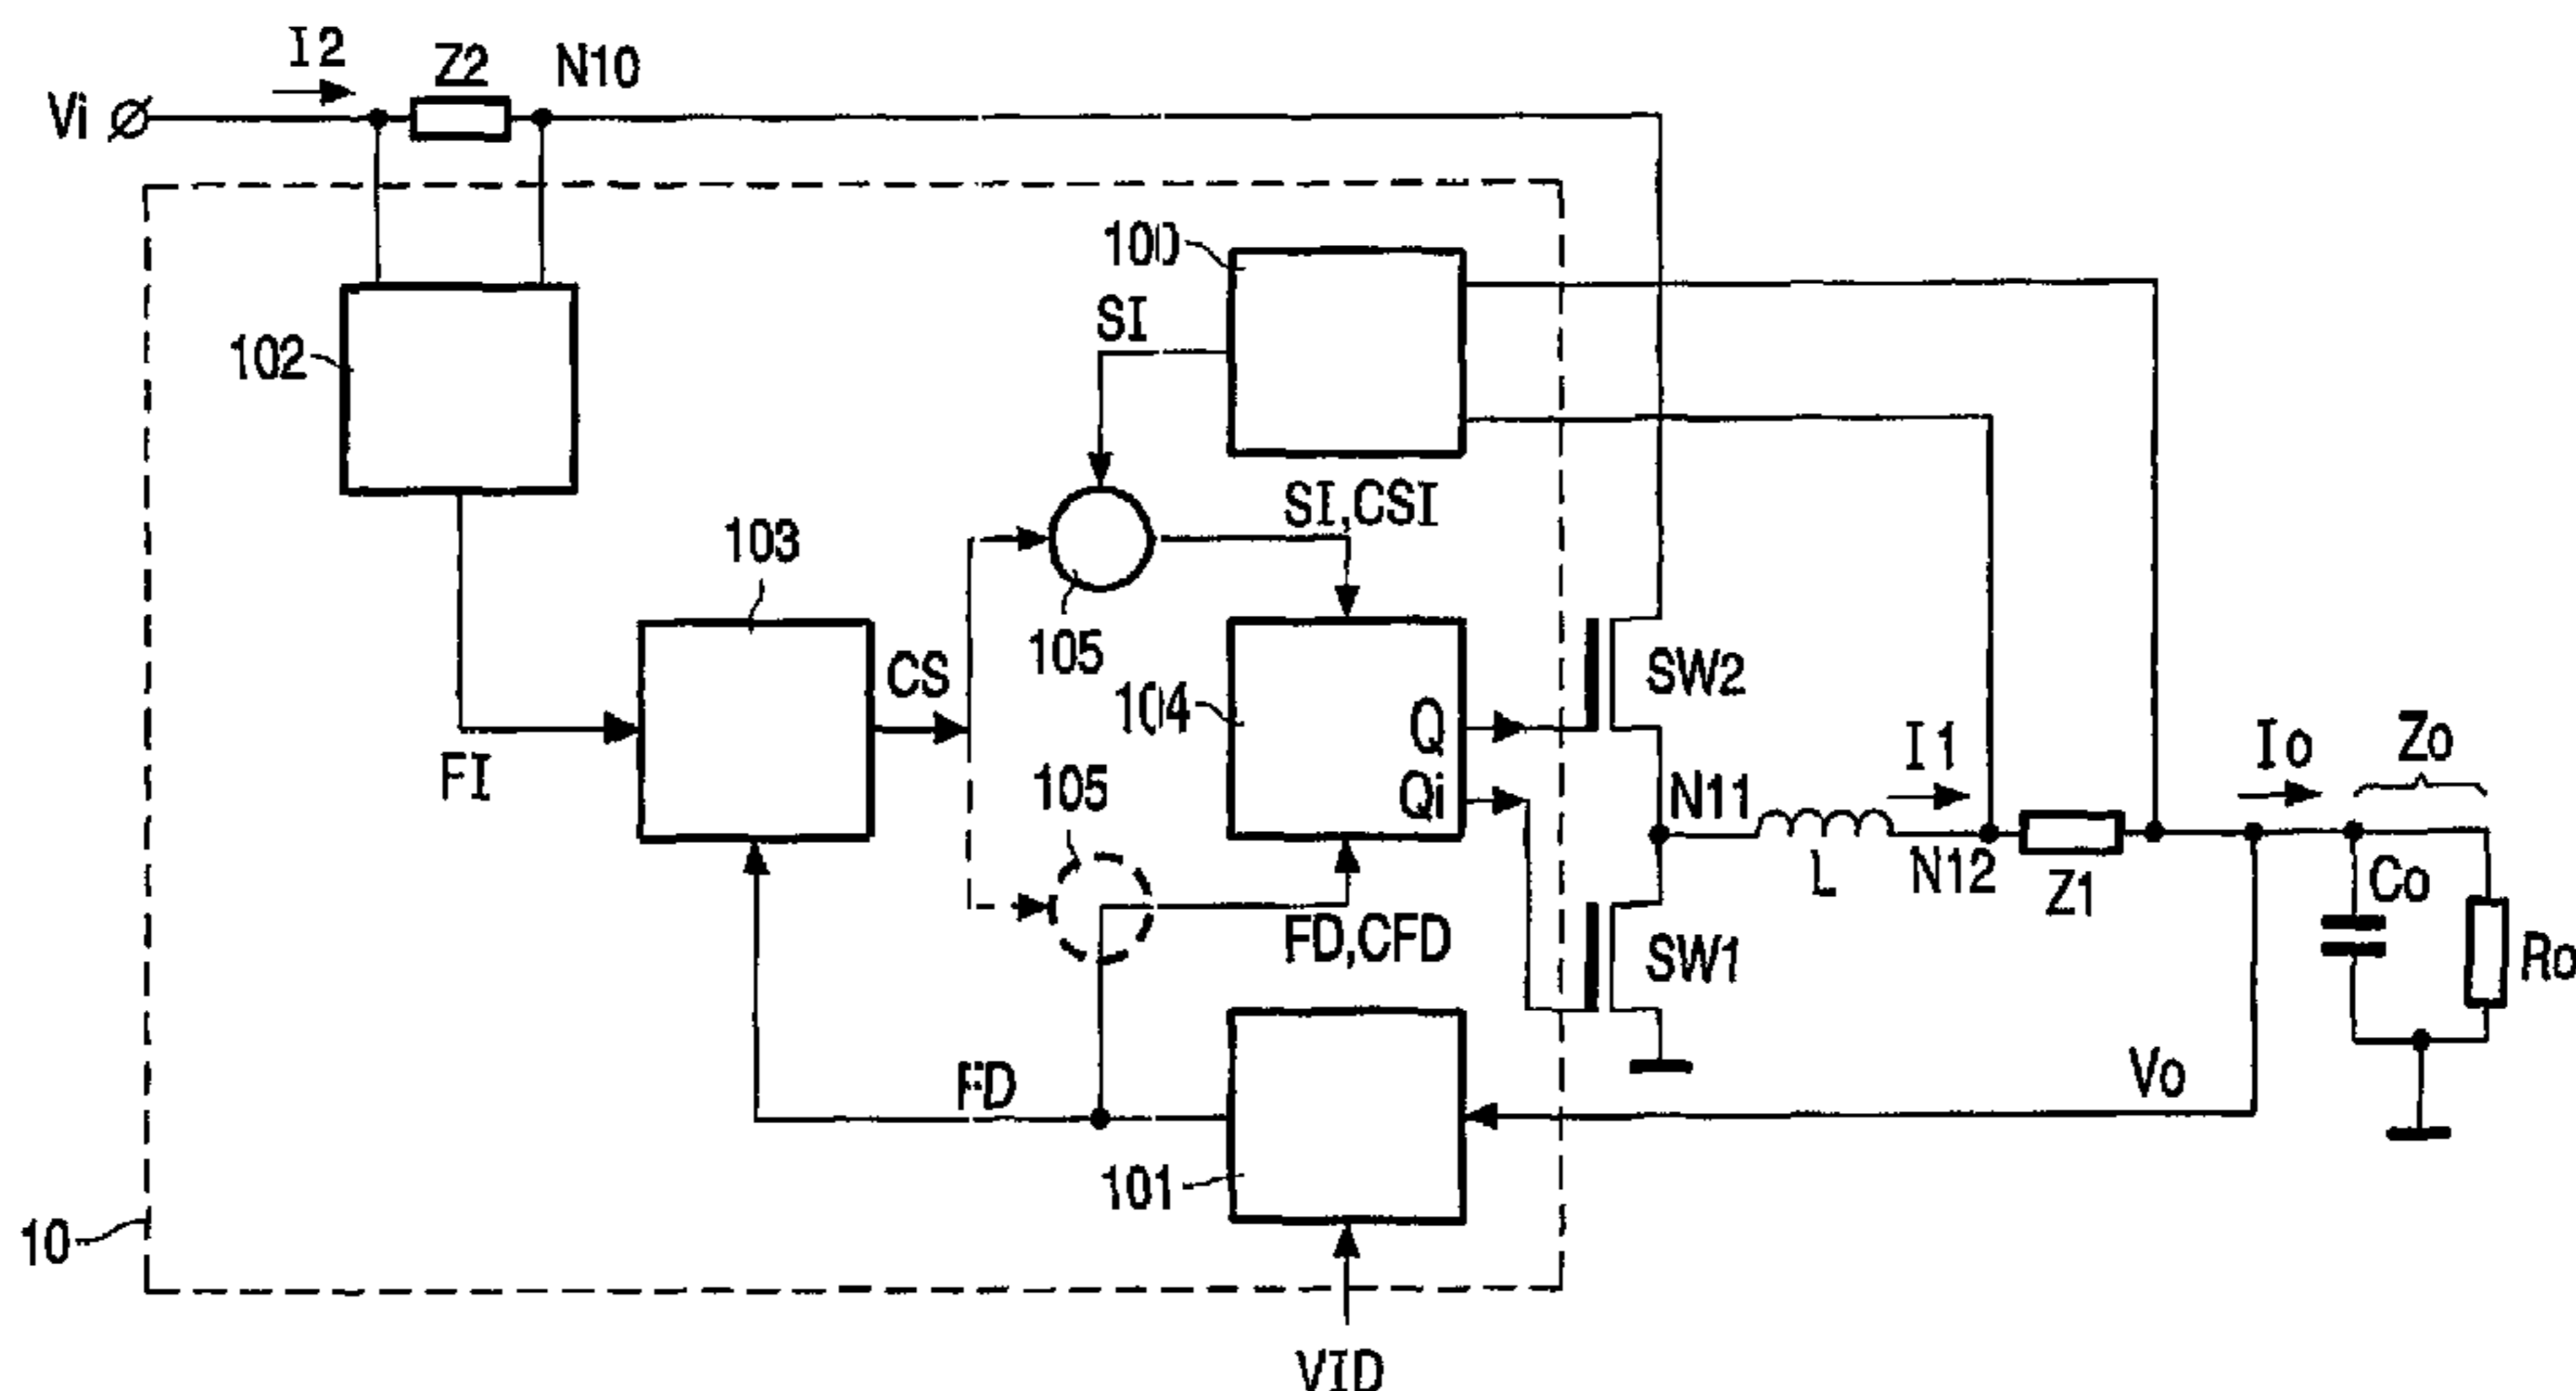 I2
Z2
N10
Vi
100
SI
102
SI,CSI
103
105
CS
SW2
104
Q
Qi
I1
Io
Zo
FI
105
N11
L
N12
Z1
Co
FD,CFD
SW1
Ro
FD
Vo
101
10
VID